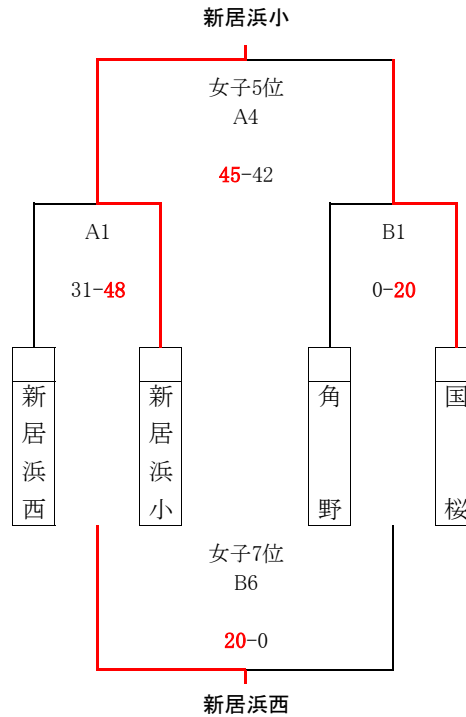 新居浜小
女子5位
A4
45-42
A1
B1
31-48
0-20
新居浜西
新居浜小
角野
国桜
女子7位
B6
20-0
新居浜西